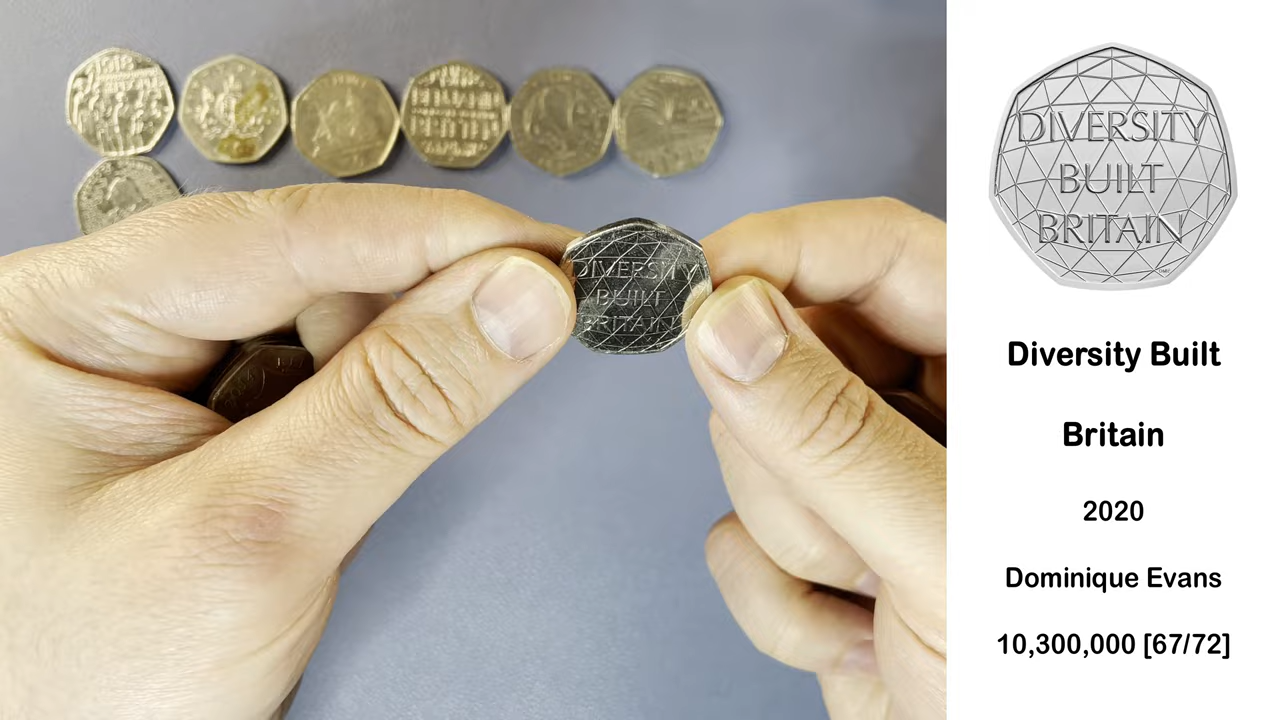 DIVERSITY
BUILT
BRITAIN
DIVERSITY
BUILT
BRITAIN
Diversity Built
Britain
2020
Dominique Evans
10,300,000 [67/72]